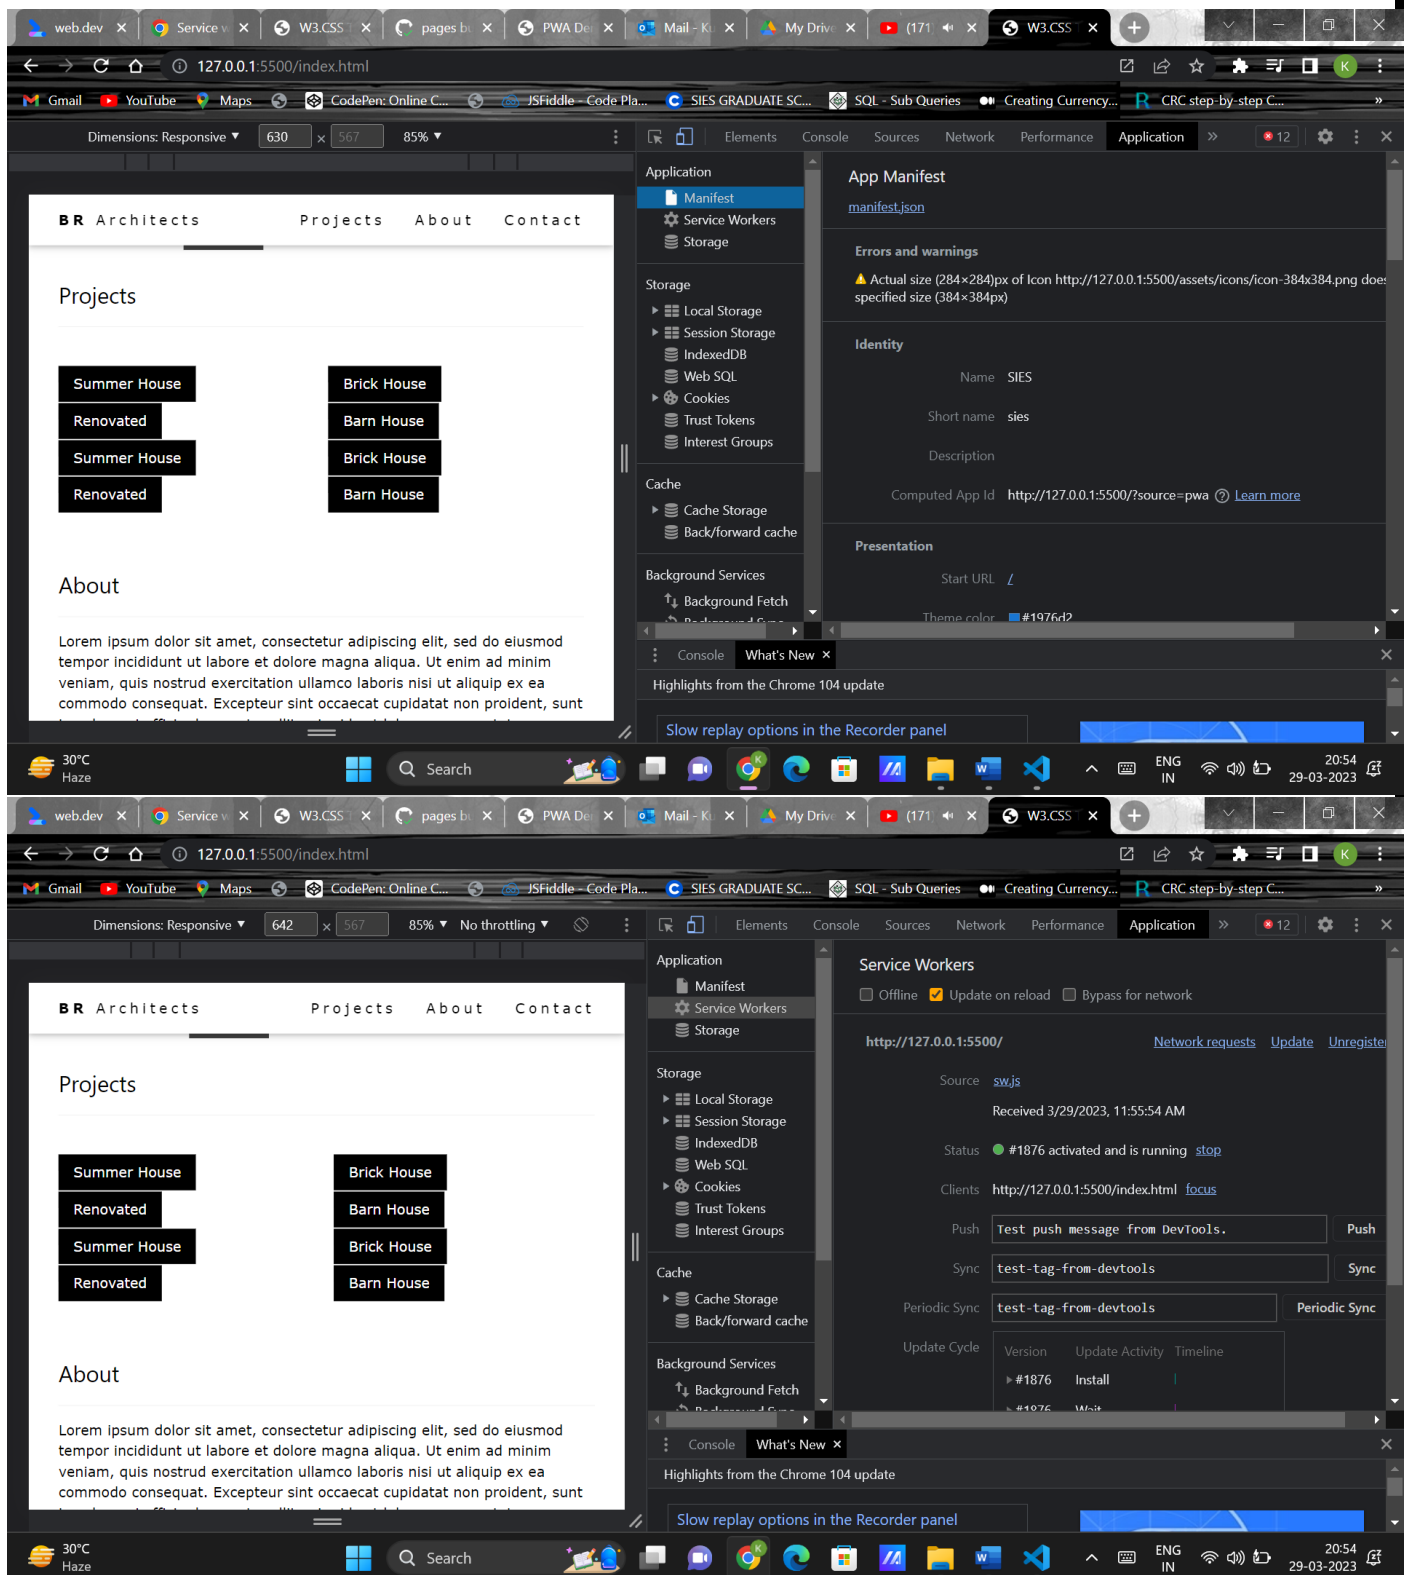 web.dev
Service w
W3.CSS T
pages bu
PWA Der
Mail - Ku
My Drive
(171)
W3.CSS T
127.0.0.1:5500/index.html
K
Gmail YouTube Maps CodePen: Online C... JSFiddle - Code Pla... SIES GRADUATE SC... SQL - Sub Queries Creating Currency... CRC step-by-step C... »
Dimensions: Responsive ▼ 630 × 567 85% ▼
Elements Console Sources Network Performance Application » 12
BR Architects Projects About Contact
Projects
Summer House Brick House
Renovated Barn House
Summer House Brick House
Renovated Barn House
About
Lorem ipsum dolor sit amet, consectetur adipiscing elit, sed do eiusmod
tempor incididunt ut labore et dolore magna aliqua. Ut enim ad minim
veniam, quis nostrud exercitation ullamco laboris nisi ut aliquip ex ea
commodo consequat. Excepteur sint occaecat cupidatat non proident, sunt
Application
Manifest
Service Workers
Storage
Storage
Local Storage
Session Storage
IndexedDB
Web SQL
Cookies
Trust Tokens
Interest Groups
Cache
Cache Storage
Back/forward cache
Background Services
Background Fetch
Background Sync
App Manifest
manifest.json
Errors and warnings
Actual size (284×284)px of Icon http://127.0.0.1:5500/assets/icons/icon-384x384.png does
specified size (384×384px)
Identity
Name SIES
Short name sies
Description
Computed App Id http://127.0.0.1:5500/?source=pwa Learn more
Presentation
Start URL /
Theme color #1976d2
Console What's New ×
Highlights from the Chrome 104 update
Slow replay options in the Recorder panel
30°C
Haze
Search
ENG
IN
20:54
29-03-2023
web.dev
Service w
W3.CSS T
pages bu
PWA Der
Mail - Ku
My Drive
(171)
W3.CSS T
127.0.0.1:5500/index.html
K
Gmail YouTube Maps CodePen: Online C... JSFiddle - Code Pla... SIES GRADUATE SC... SQL - Sub Queries Creating Currency... CRC step-by-step C... »
Dimensions: Responsive ▼ 642 × 567 85% ▼ No throttling ▼
Elements Console Sources Network Performance Application » 12
BR Architects Projects About Contact
Projects
Summer House Brick House
Renovated Barn House
Summer House Brick House
Renovated Barn House
About
Lorem ipsum dolor sit amet, consectetur adipiscing elit, sed do eiusmod
tempor incididunt ut labore et dolore magna aliqua. Ut enim ad minim
veniam, quis nostrud exercitation ullamco laboris nisi ut aliquip ex ea
commodo consequat. Excepteur sint occaecat cupidatat non proident, sunt
Application
Manifest
Service Workers
Storage
Storage
Local Storage
Session Storage
IndexedDB
Web SQL
Cookies
Trust Tokens
Interest Groups
Cache
Cache Storage
Back/forward cache
Background Services
Background Fetch
Background Sync
Service Workers
Offline Update on reload Bypass for network
http://127.0.0.1:5500/ Network requests Update Unregister
Source sw.js
Received 3/29/2023, 11:55:54 AM
Status #1876 activated and is running stop
Clients http://127.0.0.1:5500/index.html focus
Push Test push message from DevTools. Push
Sync test-tag-from-devtools Sync
Periodic Sync test-tag-from-devtools Periodic Sync
Update Cycle Version Update Activity Timeline
#1876 Install
#1876 Wait
Console What's New ×
Highlights from the Chrome 104 update
Slow replay options in the Recorder panel
30°C
Haze
Search
ENG
IN
20:54
29-03-2023